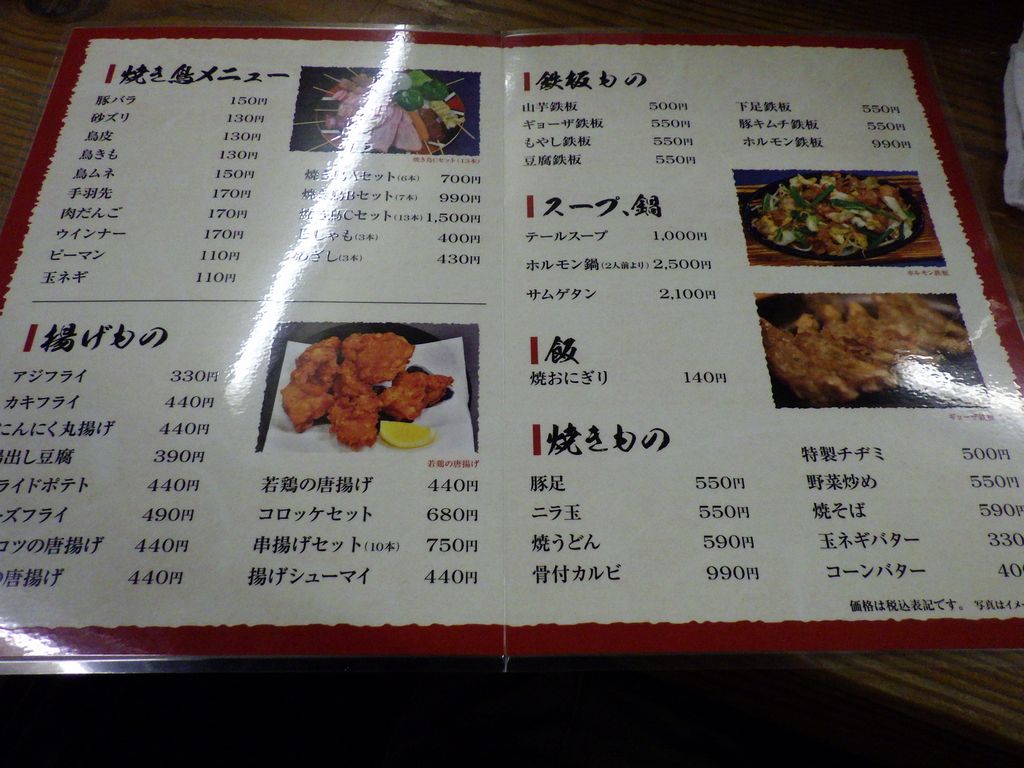 焼き鳥メニュー
豚バラ 150円
砂ズリ 130円
鳥皮 130円
鳥きも 130円
鳥ムネ 150円
手羽先 170円
肉だんご 170円
ウインナー 170円
ピーマン 110円
玉ネギ 110円
焼き鳥Cセット(13本)
焼き鳥Aセット(6本) 700円
焼き鳥Bセット(7本) 990円
焼き鳥Cセット(13本) 1,500円
ししゃも(3本) 400円
めざし(3本) 430円
揚げもの
アジフライ 330円
カキフライ 440円
にんにく丸揚げ 440円
出し豆腐 390円
ライドポテト 440円
ズフライ 490円
コツの唐揚げ 440円
唐揚げ 440円
若鶏の唐揚げ
若鶏の唐揚げ 440円
コロッケセット 680円
串揚げセット(10本) 750円
揚げシューマイ 440円
鉄板もの
山芋鉄板 500円
ギョーザ鉄板 550円
もやし鉄板 550円
豆腐鉄板 550円
下足鉄板 550円
豚キムチ鉄板 550円
ホルモン鉄板 990円
スープ、鍋
テールスープ 1,000円
ホルモン鍋(2人前より) 2,500円
サムゲタン 2,100円
ホルモン鉄板
飯
焼おにぎり 140円
ギョーザ鉄板
焼きもの
豚足 550円
ニラ玉 550円
焼うどん 590円
骨付カルビ 990円
特製チヂミ 500円
野菜炒め 550円
焼そば 590円
玉ネギバター 330
コーンバター 40
価格は税込表記です。 写真はイメ